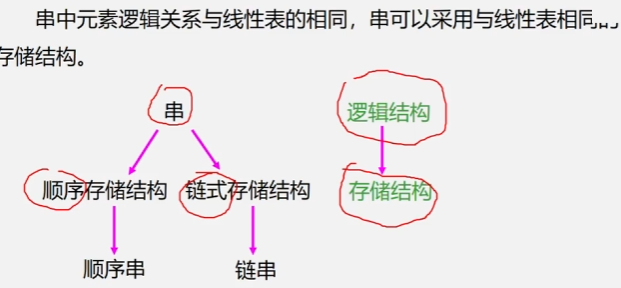 串中元素逻辑关系与线性表的相同，串可以采用与线性表相同的
存储结构。
串 逻辑结构
顺序存储结构 链式存储结构 存储结构
顺序串 链串